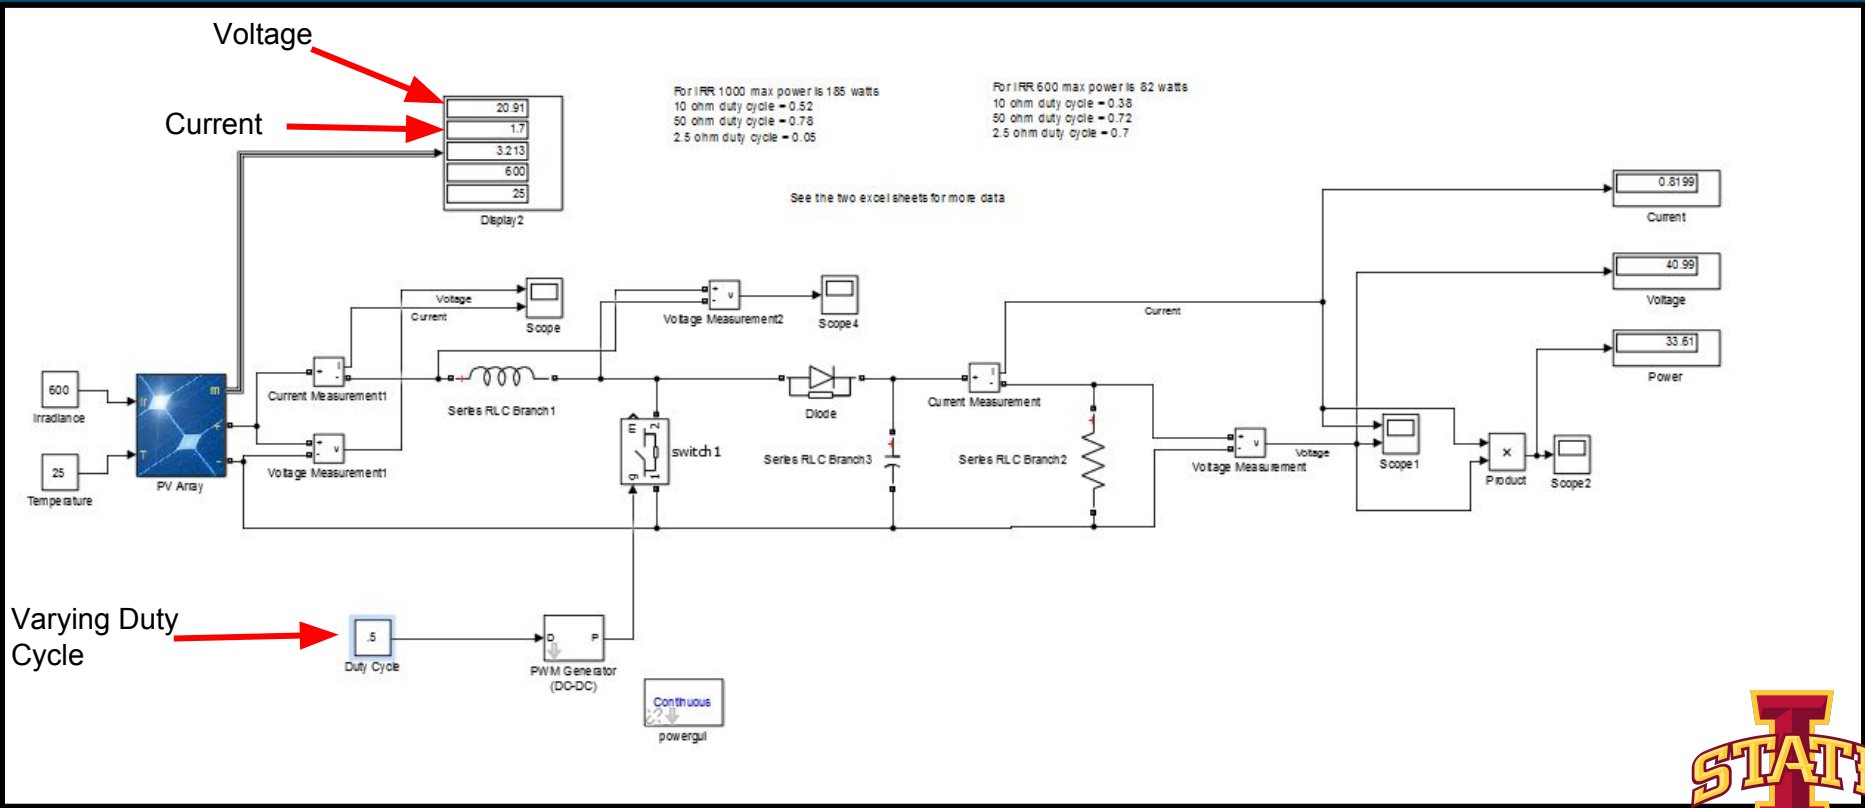 Voltage
Current
20.91
1.7
3.213
600
25
Display2
For IRR 1000 max power is 185 watts
10 ohm duty cycle = 0.52
50 ohm duty cycle = 0.78
2.5 ohm duty cycle = 0.05
For IRR 600 max power is 82 watts
10 ohm duty cycle = 0.38
50 ohm duty cycle = 0.72
2.5 ohm duty cycle = 0.7
See the two excel sheets for more data
0.8199
Current
40.99
Voltage
33.61
Power
Voltage
Current
Scope
+
-
v
Voltage Measurement2
Scope4
Current
600
Irradiance
25
Temperature
Ir
T
m
+
-
PV Array
+
-
i
Current Measurement1
+
-
v
Voltage Measurement1
+
Series RLC Branch1
m
2
g
1
switch1
Diode
+
Series RLC Branch3
+
-
i
Current Measurement
+
Series RLC Branch2
+
-
v
Voltage Measurement
Voltage
Scope1
×
Product
Scope2
Varying Duty
Cycle
.5
Duty Cycle
D
P
PWM Generator
(DC-DC)
Continuous
powergui
I
STATE